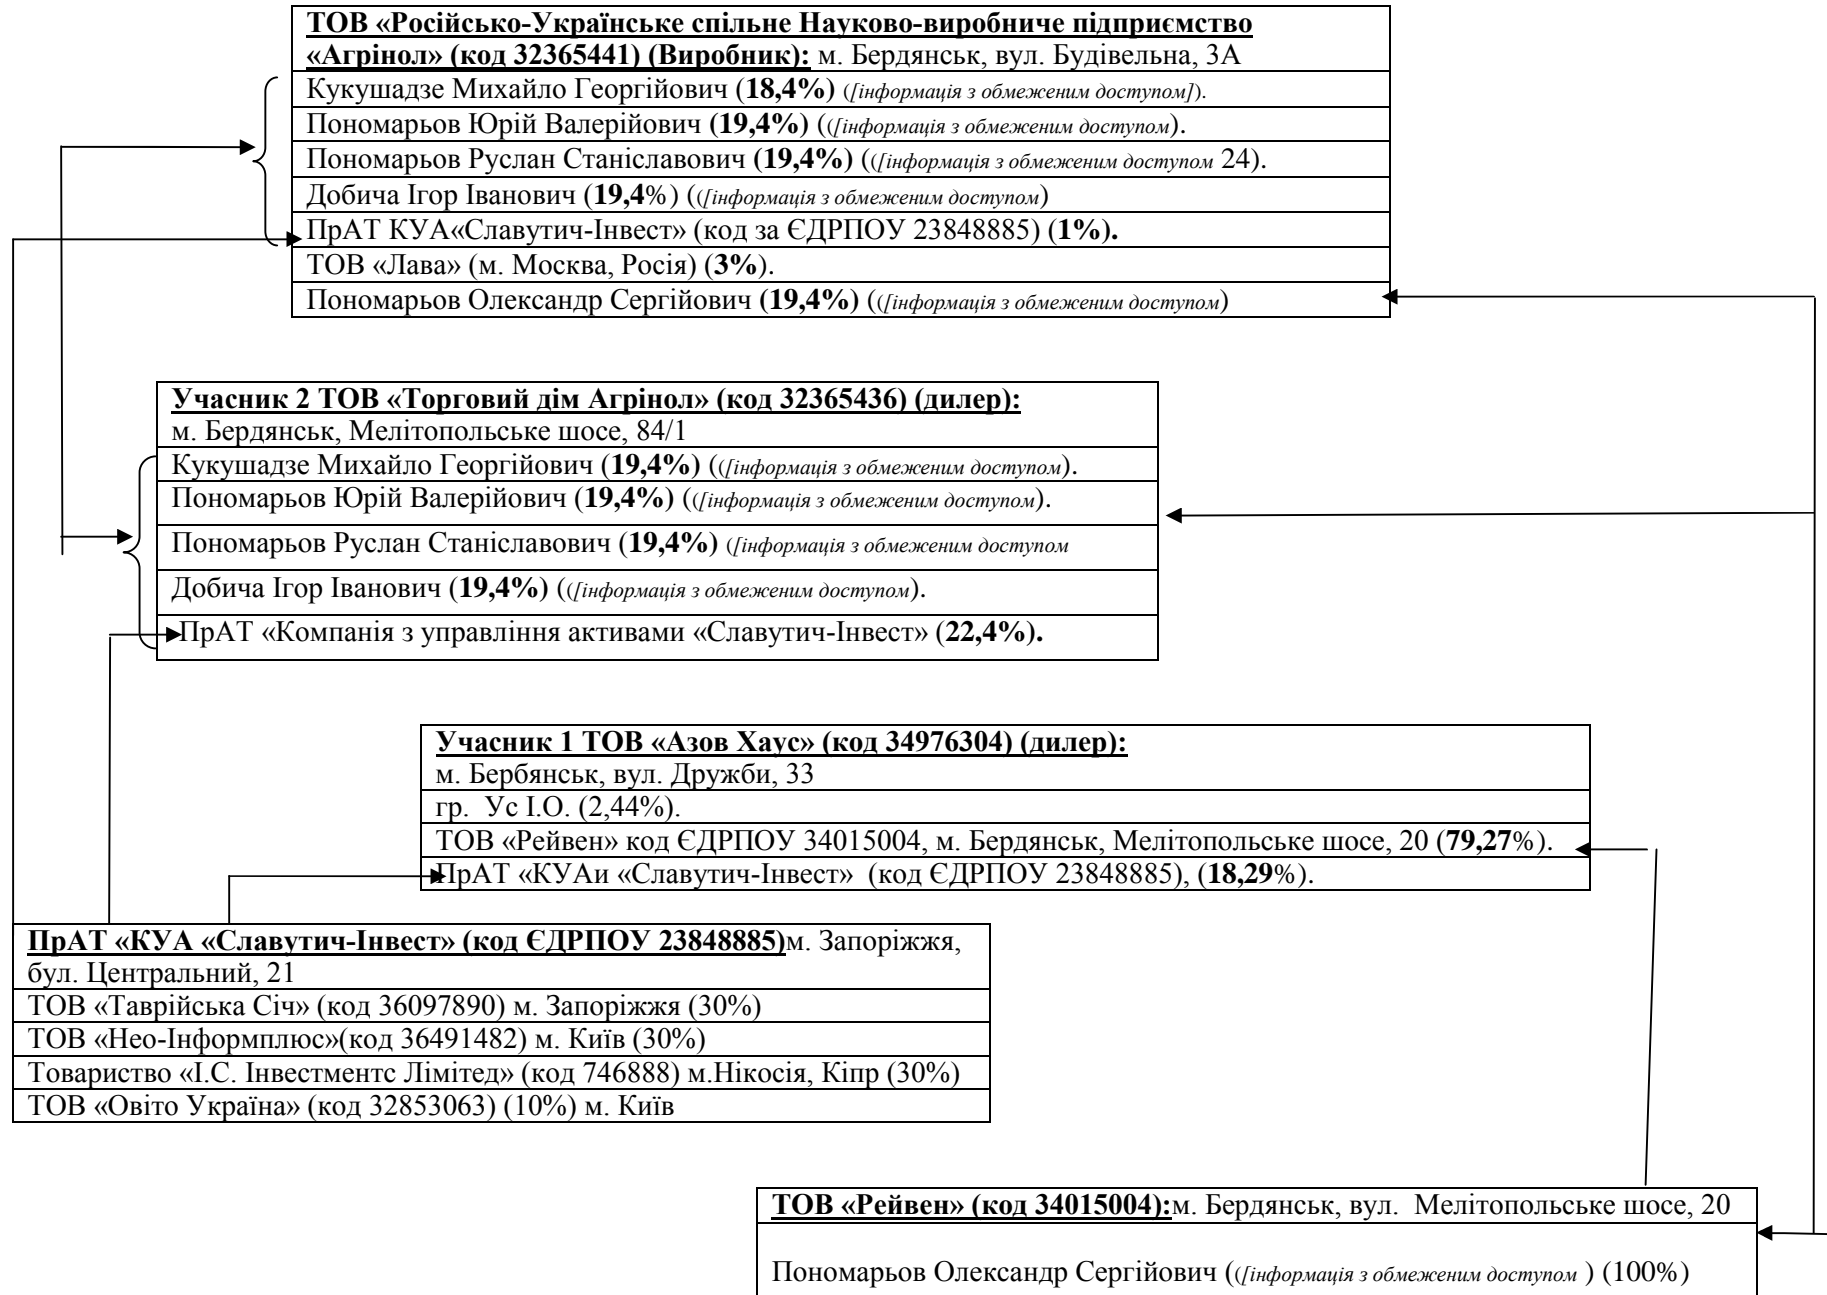 ТОВ «Російсько-Українське спільне Науково-виробниче підприємство
«Агрінол» (код 32365441) (Виробник): м. Бердянськ, вул. Будівельна, 3А
Кукушадзе Михайло Георгійович (18,4%) ([інформація з обмеженим доступом]).
Пономарьов Юрій Валерійович (19,4%) (([інформація з обмеженим доступом).
Пономарьов Руслан Станіславович (19,4%) (([інформація з обмеженим доступом 24).
Добича Ігор Іванович (19,4%) (([інформація з обмеженим доступом)
ПрАТ КУА«Славутич-Інвест» (код за ЄДРПОУ 23848885) (1%).
ТОВ «Лава» (м. Москва, Росія) (3%).
Пономарьов Олександр Сергійович (19,4%) (([інформація з обмеженим доступом)
Учасник 2 ТОВ «Торговий дім Агрінол» (код 32365436) (дилер):
м. Бердянськ, Мелітопольське шосе, 84/1
Кукушадзе Михайло Георгійович (19,4%) (([інформація з обмеженим доступом).
Пономарьов Юрій Валерійович (19,4%) (([інформація з обмеженим доступом).
Пономарьов Руслан Станіславович (19,4%) ([інформація з обмеженим доступом
Добича Ігор Іванович (19,4%) (([інформація з обмеженим доступом).
ПрАТ «Компанія з управління активами «Славутич-Інвест» (22,4%).
Учасник 1 ТОВ «Азов Хаус» (код 34976304) (дилер):
м. Бербянськ, вул. Дружби, 33
гр. Ус І.О. (2,44%).
ТОВ «Рейвен» код ЄДРПОУ 34015004, м. Бердянськ, Мелітопольське шосе, 20 (79,27%).
ПрАТ «КУАи «Славутич-Інвест» (код ЄДРПОУ 23848885), (18,29%).
ПрАТ «КУА «Славутич-Інвест» (код ЄДРПОУ 23848885)м. Запоріжжя,
бул. Центральний, 21
ТОВ «Таврійська Січ» (код 36097890) м. Запоріжжя (30%)
ТОВ «Нео-Інформплюс»(код 36491482) м. Київ (30%)
Товариство «І.С. Інвестментс Лімітед» (код 746888) м.Нікосія, Кіпр (30%)
ТОВ «Овіто Україна» (код 32853063) (10%) м. Київ
ТОВ «Рейвен» (код 34015004):м. Бердянськ, вул. Мелітопольське шосе, 20
Пономарьов Олександр Сергійович (([інформація з обмеженим доступом ) (100%)